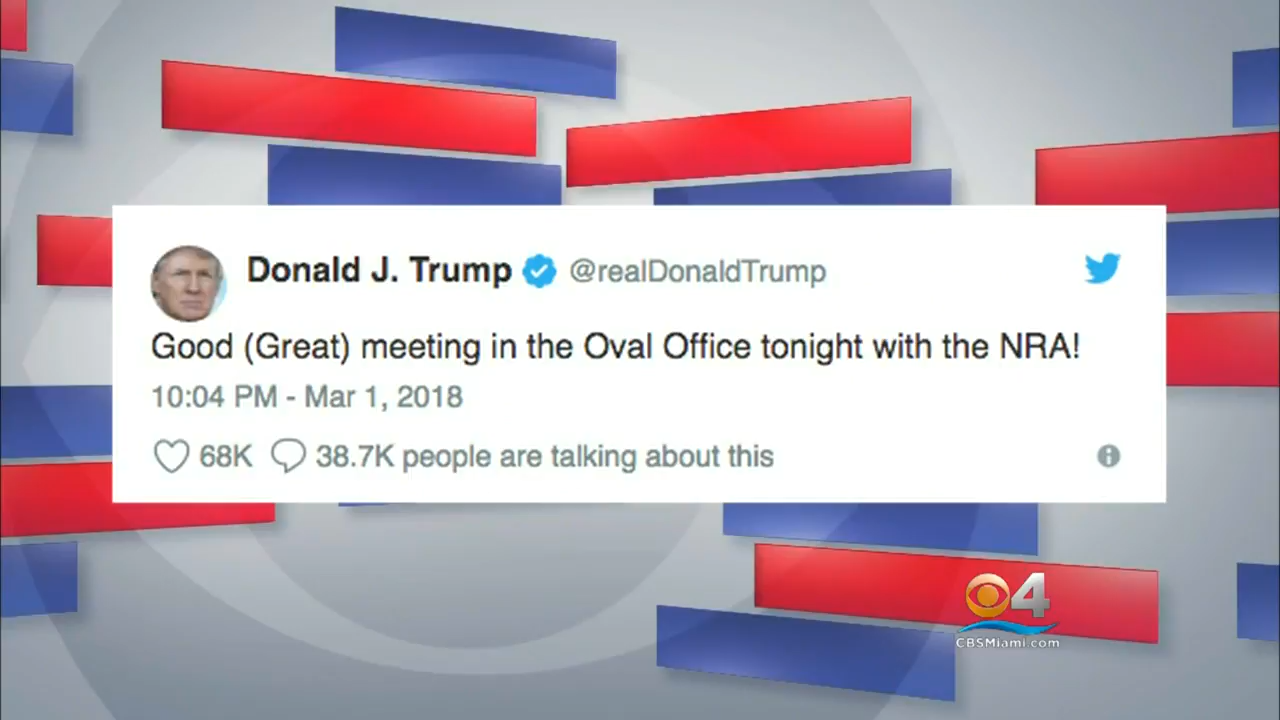 Donald J. Trump @realDonaldTrump
Good (Great) meeting in the Oval Office tonight with the NRA!
10:04 PM - Mar 1, 2018
68K 38.7K people are talking about this
4
CBSMiami.com